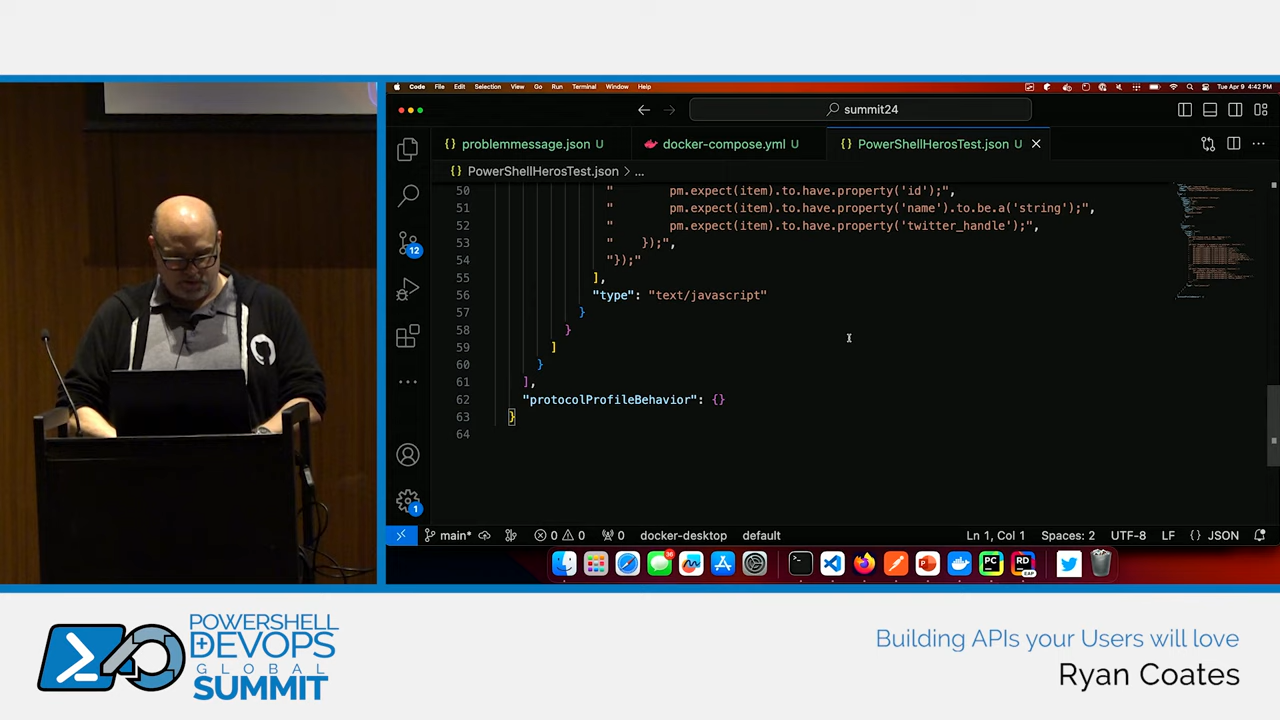 Code File Edit Selection View Go Run Terminal Window Help
Tue Apr 9 4:42 PM
summit24
problemmessage.json U
docker-compose.yml U
PowerShellHerosTest.json U
PowerShellHerosTest.json > ...
50 " pm.expect(item).to.have.property('id');",
51 " pm.expect(item).to.have.property('name').to.be.a('string');",
52 " pm.expect(item).to.have.property('twitter_handle');",
53 " });",
54 "});"
55 ],
56 "type": "text/javascript"
57 }
58 }
59 ]
60 }
61 ],
62 "protocolProfileBehavior": {}
63 }
64
12
1
main* 0 0 0 docker-desktop default Ln 1, Col 1 Spaces: 2 UTF-8 LF {} JSON
POWERSHELL
DEVOPS
GLOBAL
SUMMIT
Building APIs your Users will love
Ryan Coates